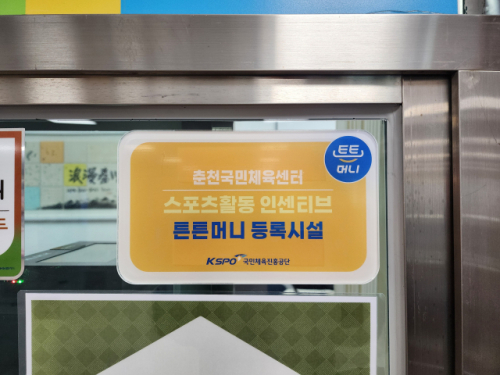 튼튼
머니
춘천국민체육센터
스포츠활동 인센티브
튼튼머니 등록시설
KSPO 국민체육진흥공단